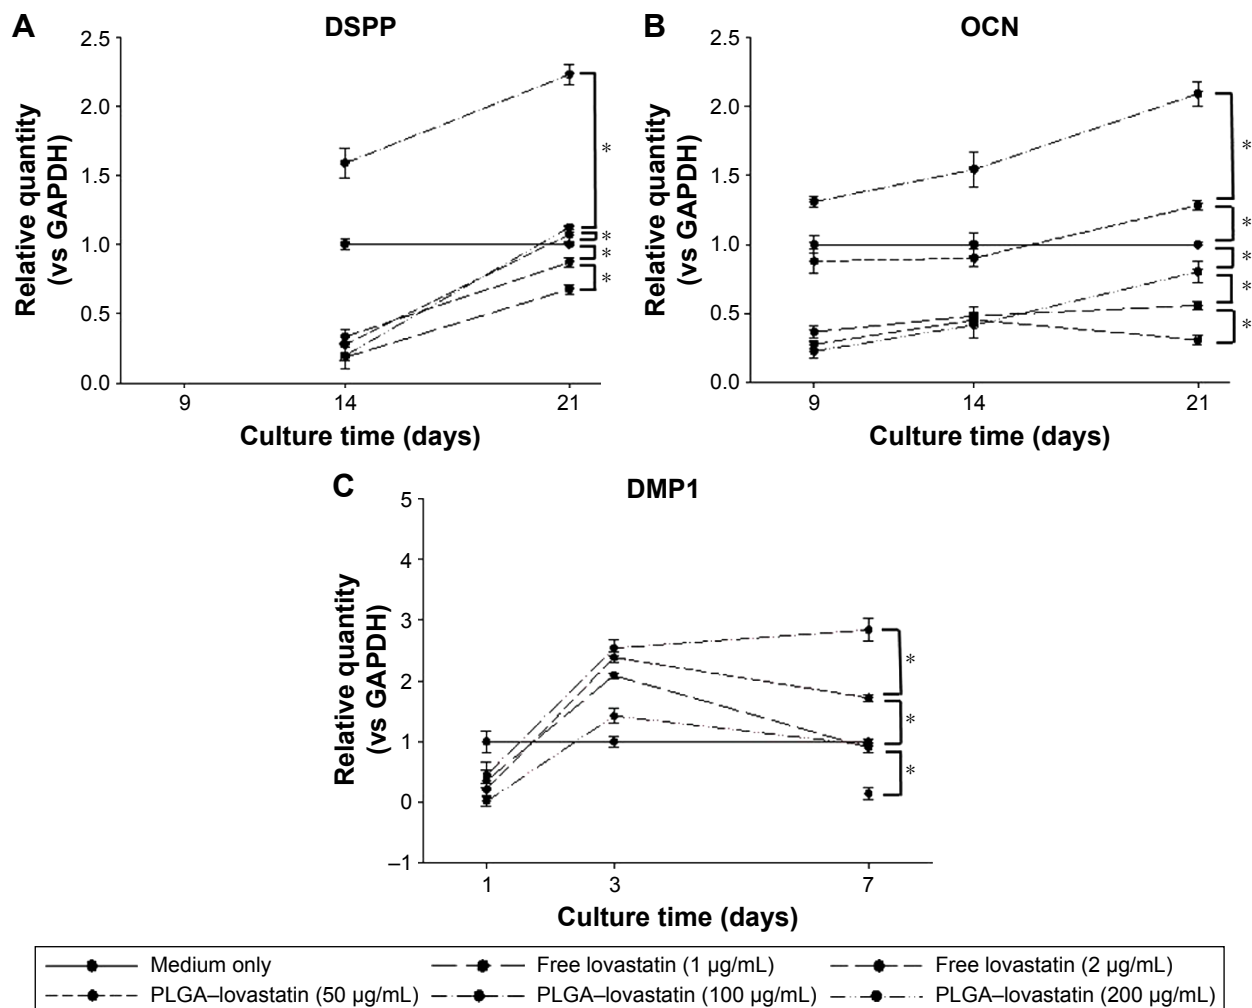 A
DSPP
2.5
2.0
1.5
1.0
0.5
0.0
Relative quantity
(vs GAPDH)
*
*
*
*
9 14 21
Culture time (days)
B
OCN
2.5
2.0
1.5
1.0
0.5
0.0
Relative quantity
(vs GAPDH)
*
*
*
*
*
9 14 21
Culture time (days)
C
DMP1
5
4
3
2
1
0
–1
Relative quantity
(vs GAPDH)
*
*
*
1 3 7
Culture time (days)
Medium only Free lovastatin (1 µg/mL) Free lovastatin (2 µg/mL)
PLGA–lovastatin (50 µg/mL) PLGA–lovastatin (100 µg/mL) PLGA–lovastatin (200 µg/mL)